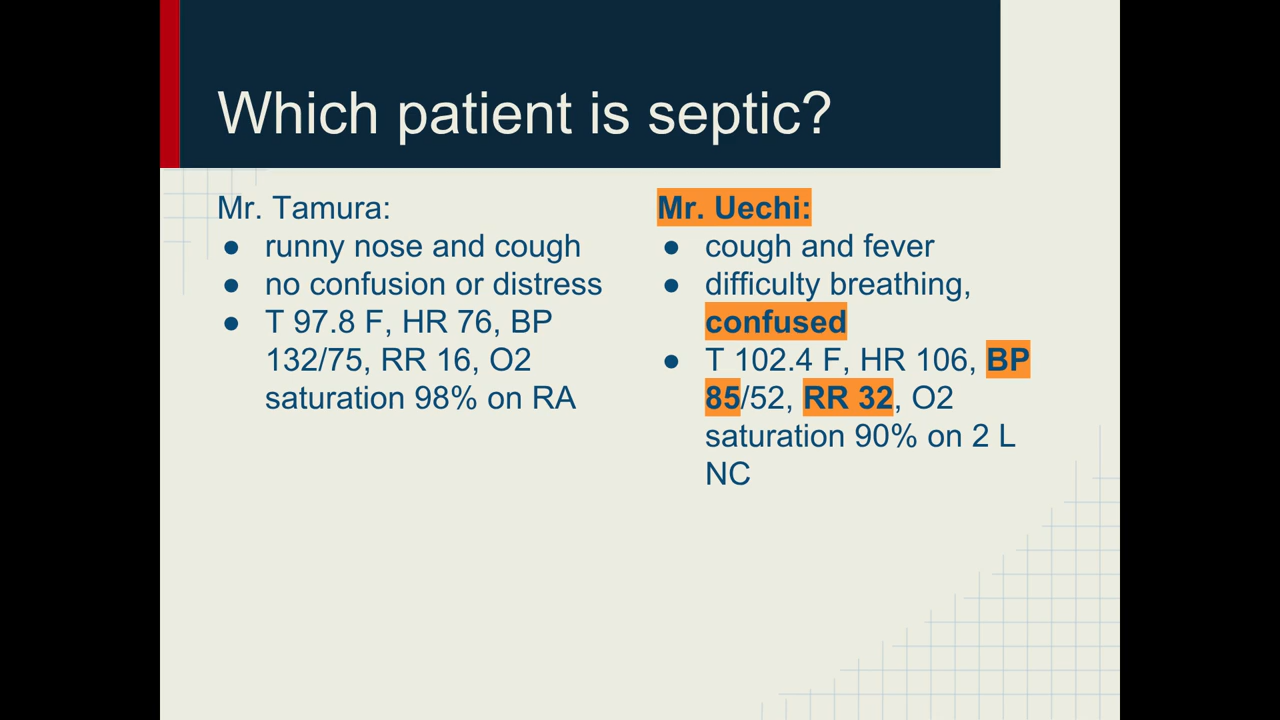 Which patient is septic?
Mr. Tamura:
● runny nose and cough
● no confusion or distress
● T 97.8 F, HR 76, BP
132/75, RR 16, O2
saturation 98% on RA
Mr. Uechi:
● cough and fever
● difficulty breathing,
confused
● T 102.4 F, HR 106, BP
85/52, RR 32, O2
saturation 90% on 2 L
NC